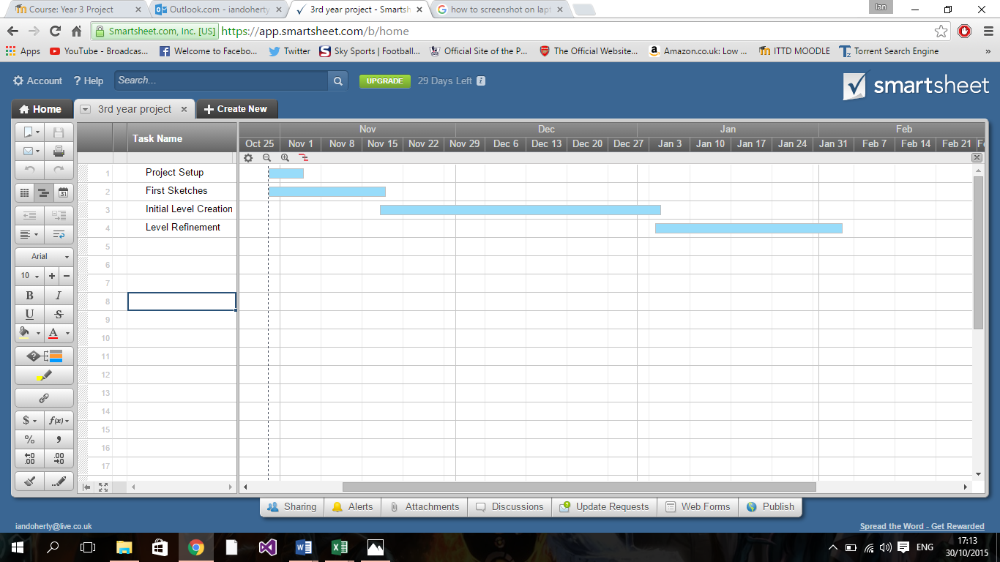 Course: Year 3 Project
Outlook.com - iandoherty
3rd year project - Smartsh
how to screenshot on lapt
Ian
Smartsheet.com, Inc. [US] https://app.smartsheet.com/b/home
Apps YouTube - Broadcas... Welcome to Facebo... Twitter Sky Sports | Football... Official Site of the P... The Official Website... Amazon.co.uk: Low ... ITTD MOODLE Torrent Search Engine »
Account ? Help Search... UPGRADE 29 Days Left i
smartsheet
Home 3rd year project Create New
Nov Dec Jan Feb
Task Name
Oct 25 Nov 1 Nov 8 Nov 15 Nov 22 Nov 29 Dec 6 Dec 13 Dec 20 Dec 27 Jan 3 Jan 10 Jan 17 Jan 24 Jan 31 Feb 7 Feb 14 Feb 21 Fe
1 Project Setup
2 First Sketches
3 Initial Level Creation
4 Level Refinement
5
6
7
8
9
10
11
12
13
14
15
16
17
31
Arial
10 + −
B I
U S
A
?
$ f(x)
% ,
.0 .00
.00 .0
Sharing Alerts Attachments Discussions Update Requests Web Forms Publish
iandoherty@live.co.uk
Spread the Word - Get Rewarded
ENG
17:13
30/10/2015